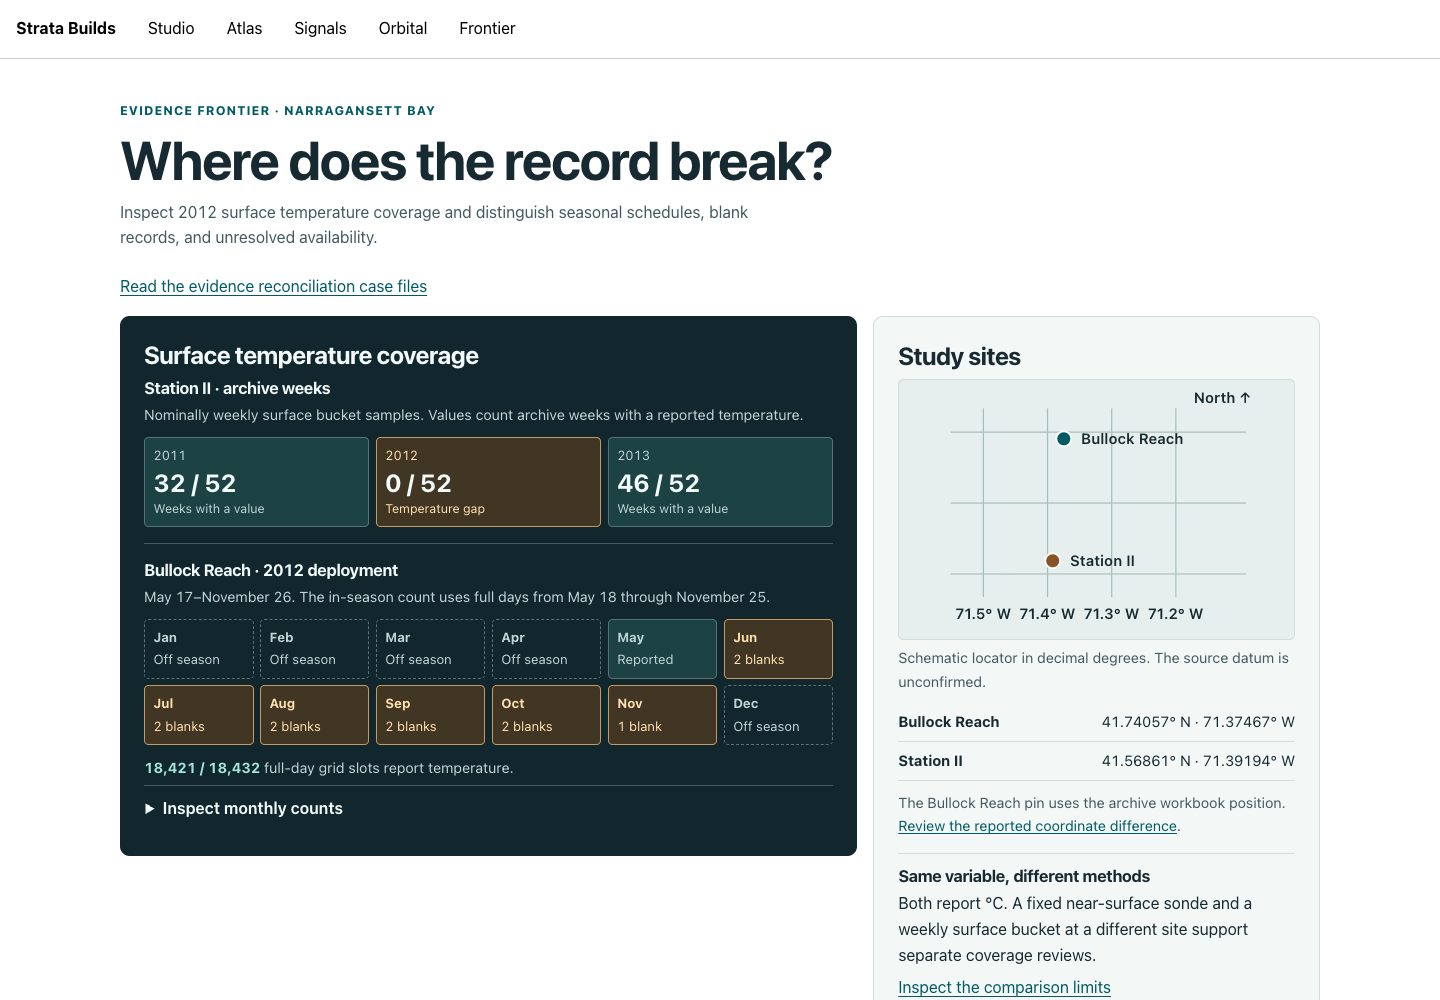 Strata Builds Studio Atlas Signals Orbital Frontier
EVIDENCE FRONTIER · NARRAGANSETT BAY
Where does the record break?
Inspect 2012 surface temperature coverage and distinguish seasonal schedules, blank
records, and unresolved availability.
Read the evidence reconciliation case files
Surface temperature coverage
Station II · archive weeks
Nominally weekly surface bucket samples. Values count archive weeks with a reported temperature.
2011
32 / 52
Weeks with a value
2012
0 / 52
Temperature gap
2013
46 / 52
Weeks with a value
Bullock Reach · 2012 deployment
May 17–November 26. The in-season count uses full days from May 18 through November 25.
Jan
Off season
Feb
Off season
Mar
Off season
Apr
Off season
May
Reported
Jun
2 blanks
Jul
2 blanks
Aug
2 blanks
Sep
2 blanks
Oct
2 blanks
Nov
1 blank
Dec
Off season
18,421 / 18,432 full-day grid slots report temperature.
▶ Inspect monthly counts
Study sites
North ↑
Bullock Reach
Station II
71.5° W 71.4° W 71.3° W 71.2° W
Schematic locator in decimal degrees. The source datum is
unconfirmed.
Bullock Reach 41.74057° N · 71.37467° W
Station II 41.56861° N · 71.39194° W
The Bullock Reach pin uses the archive workbook position.
Review the reported coordinate difference.
Same variable, different methods
Both report °C. A fixed near-surface sonde and a
weekly surface bucket at a different site support
separate coverage reviews.
Inspect the comparison limits